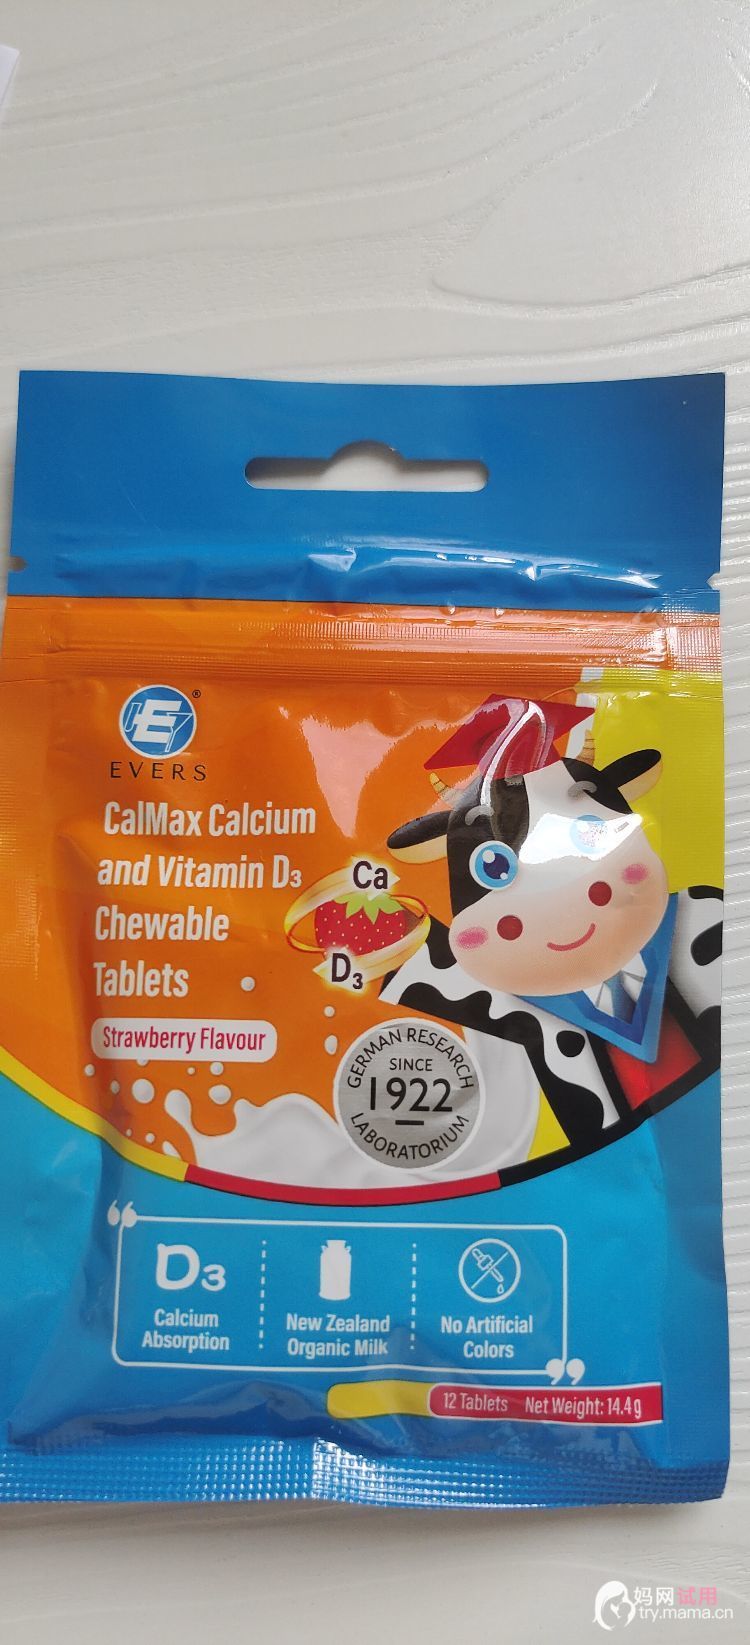 E
®
EVERS
CalMax Calcium
and Vitamin D3
Chewable
Tablets
Strawberry Flavour
Ca
D3
GERMAN RESEARCH
SINCE
1922
LABORATORIUM
D3
Calcium
Absorption
New Zealand
Organic Milk
No Artificial
Colors
12 Tablets Net Weight: 14.4g
妈网试用
try.mama.cn